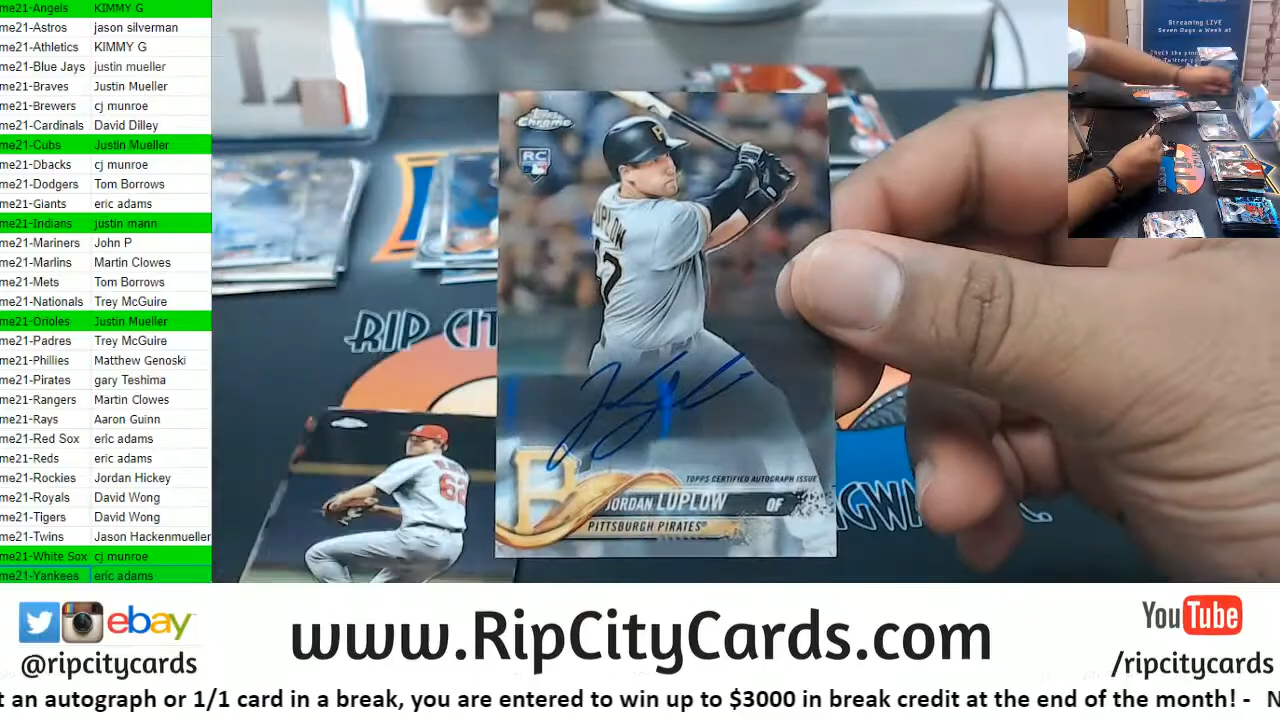 me21-Angels KIMMY G
me21-Astros jason silverman
me21-Athletics KIMMY G
me21-Blue Jays justin mueller
me21-Braves Justin Mueller
me21-Brewers cj munroe
me21-Cardinals David Dilley
me21-Cubs Justin Mueller
me21-Dbacks cj munroe
me21-Dodgers Tom Borrows
me21-Giants eric adams
me21-Indians justin mann
me21-Mariners John P
me21-Marlins Martin Clowes
me21-Mets Tom Borrows
me21-Nationals Trey McGuire
me21-Orioles Justin Mueller
me21-Padres Trey McGuire
me21-Phillies Matthew Genoski
me21-Pirates gary Teshima
me21-Rangers Martin Clowes
me21-Rays Aaron Guinn
me21-Red Sox eric adams
me21-Reds eric adams
me21-Rockies Jordan Hickey
me21-Royals David Wong
me21-Tigers David Wong
me21-Twins Jason Hackenmueller
me21-White Sox cj munroe
me21-Yankees eric adams
Streaming LIVE
Seven Days a Week at
Chrome
RC
P
RIP CIT
62
B
TOPPS CERTIFIED AUTOGRAPH ISSUE
JORDAN LUPLOW OF
PITTSBURGH PIRATES®
ebay
@ripcitycards
www.RipCityCards.com
YouTube
/ripcitycards
t an autograph or 1/1 card in a break, you are entered to win up to $3000 in break credit at the end of the month! - N